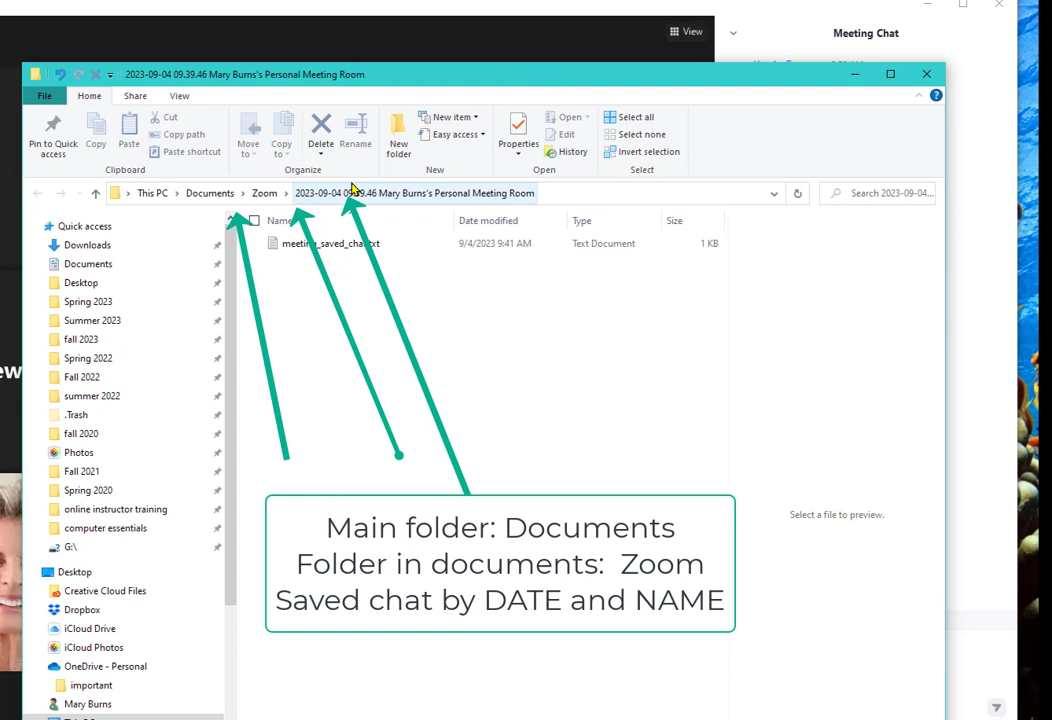 View
Meeting Chat
2023-09-04 09.39.46 Mary Burns's Personal Meeting Room
File Home Share View
Pin to Quick access
Copy
Paste
Cut
Copy path
Paste shortcut
Clipboard
Move to
Copy to
Delete
Rename
Organize
New folder
New item
Easy access
New
Properties
Open
Edit
History
Open
Select all
Select none
Invert selection
Select
This PC > Documents > Zoom > 2023-09-04 09.39.46 Mary Burns's Personal Meeting Room
Search 2023-09-04...
Name Date modified Type Size
meeting_saved_chat.txt 9/4/2023 9:41 AM Text Document 1 KB
Quick access
Downloads
Documents
Desktop
Spring 2023
Summer 2023
fall 2023
Spring 2022
Fall 2022
summer 2022
.Trash
fall 2020
Photos
Fall 2021
Spring 2020
online instructor training
computer essentials
G:\
Desktop
Creative Cloud Files
Dropbox
iCloud Drive
iCloud Photos
OneDrive - Personal
important
Mary Burns
Select a file to preview.
Main folder: Documents
Folder in documents: Zoom
Saved chat by DATE and NAME